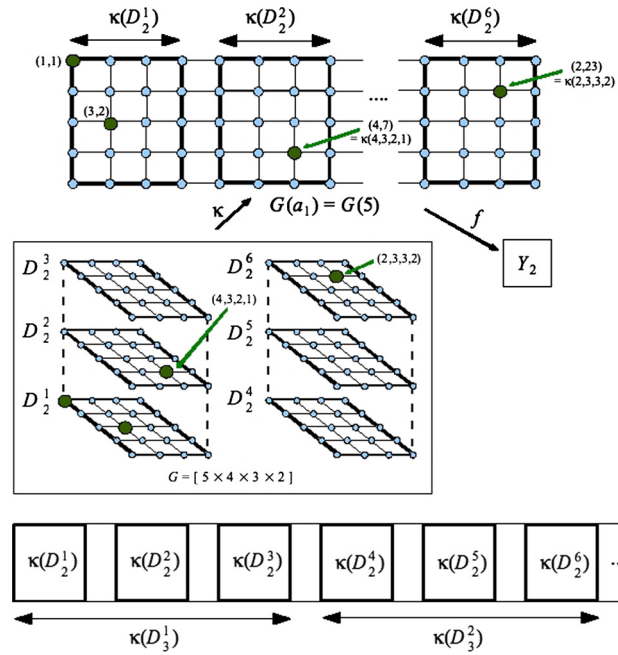 κ(D₂¹) κ(D₂²) κ(D₂⁶)
(1,1)
(2,23)
= κ(2,3,3,2)
(3,2)
....
(4,7)
= κ(4,3,2,1)
G(a₁) = G(5)
κ
f
Y₂
D₂³ D₂⁶ (2,3,3,2)
(4,3,2,1)
D₂² D₂⁵
D₂¹ D₂⁴
G = [ 5 × 4 × 3 × 2 ]
κ(D₂¹) κ(D₂²) κ(D₂³) κ(D₂⁴) κ(D₂⁵) κ(D₂⁶) ..
κ(D₃¹) κ(D₃²)